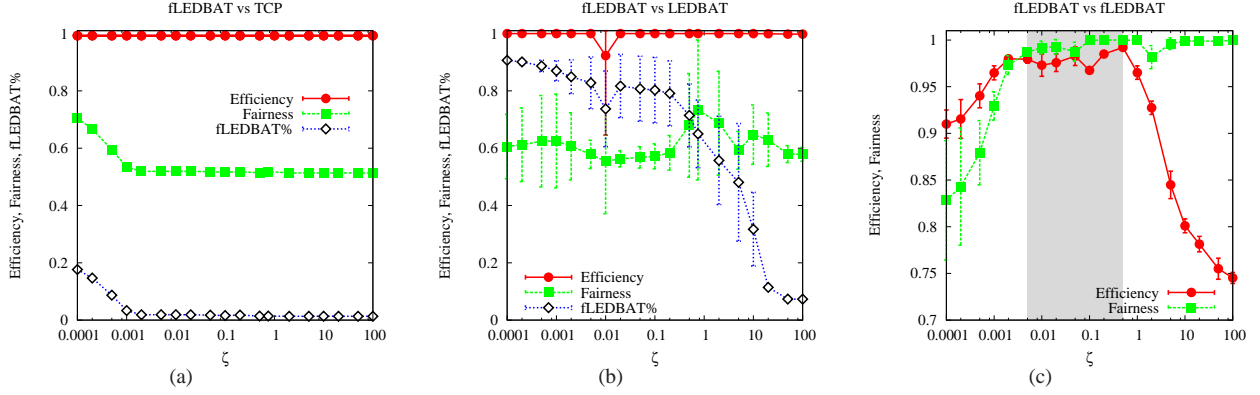 fLEDBAT vs TCP
Efficiency, Fairness, fLEDBAT%
1
0.8
0.6
0.4
0.2
0
Efficiency
Fairness
fLEDBAT%
0.0001 0.001 0.01 0.1 1 10 100
ζ
(a)
fLEDBAT vs LEDBAT
Efficiency, Fairness, fLEDBAT%
1
0.8
0.6
0.4
0.2
0
Efficiency
Fairness
fLEDBAT%
0.0001 0.001 0.01 0.1 1 10 100
ζ
(b)
fLEDBAT vs fLEDBAT
Efficiency, Fairness
1
0.95
0.9
0.85
0.8
0.75
0.7
Efficiency
Fairness
0.0001 0.001 0.01 0.1 1 10 100
ζ
(c)